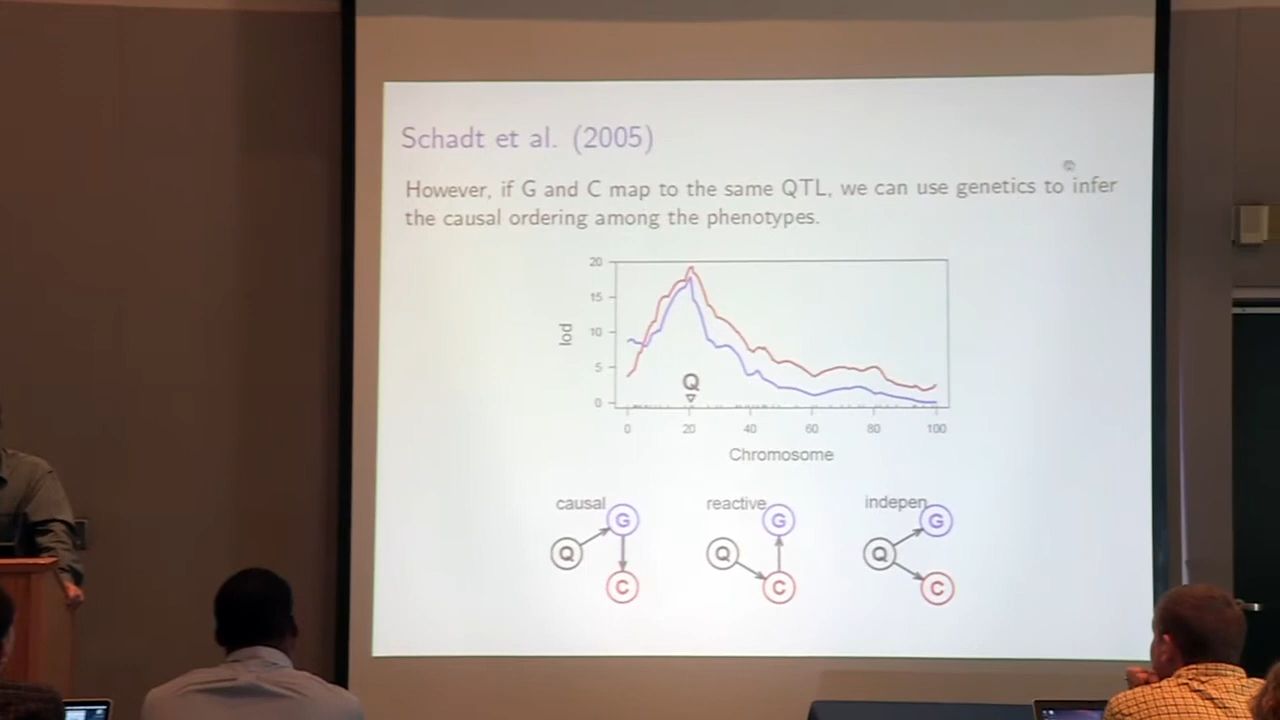 Schadt et al. (2005)
However, if G and C map to the same QTL, we can use genetics to infer
the causal ordering among the phenotypes.
20
15
10
5
0
lod
Q
0 20 40 60 80 100
Chromosome
causal
G
Q
C
reactive
G
Q
C
indepen
G
Q
C